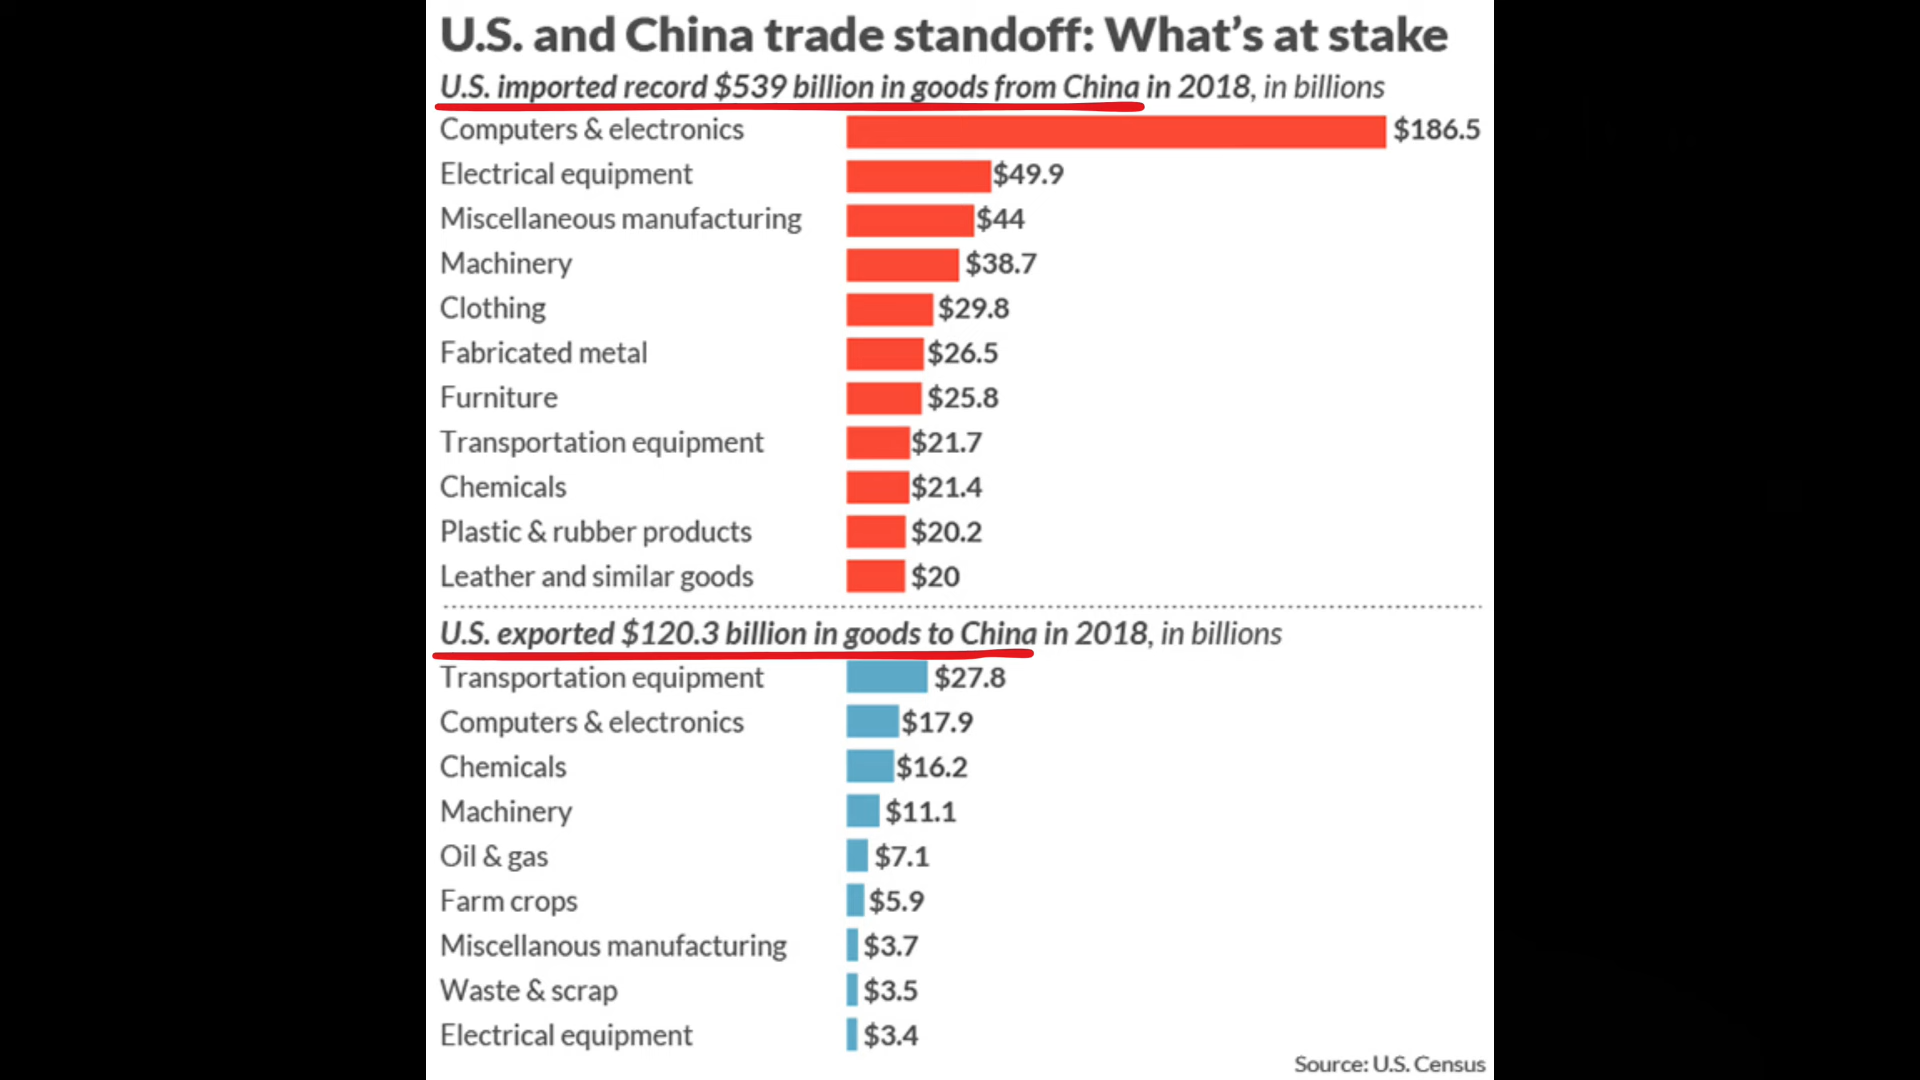 U.S. and China trade standoff: What's at stake
U.S. imported record $539 billion in goods from China in 2018, in billions
Computers & electronics $186.5
Electrical equipment $49.9
Miscellaneous manufacturing $44
Machinery $38.7
Clothing $29.8
Fabricated metal $26.5
Furniture $25.8
Transportation equipment $21.7
Chemicals $21.4
Plastic & rubber products $20.2
Leather and similar goods $20
U.S. exported $120.3 billion in goods to China in 2018, in billions
Transportation equipment $27.8
Computers & electronics $17.9
Chemicals $16.2
Machinery $11.1
Oil & gas $7.1
Farm crops $5.9
Miscellanous manufacturing $3.7
Waste & scrap $3.5
Electrical equipment $3.4
Source: U.S. Census